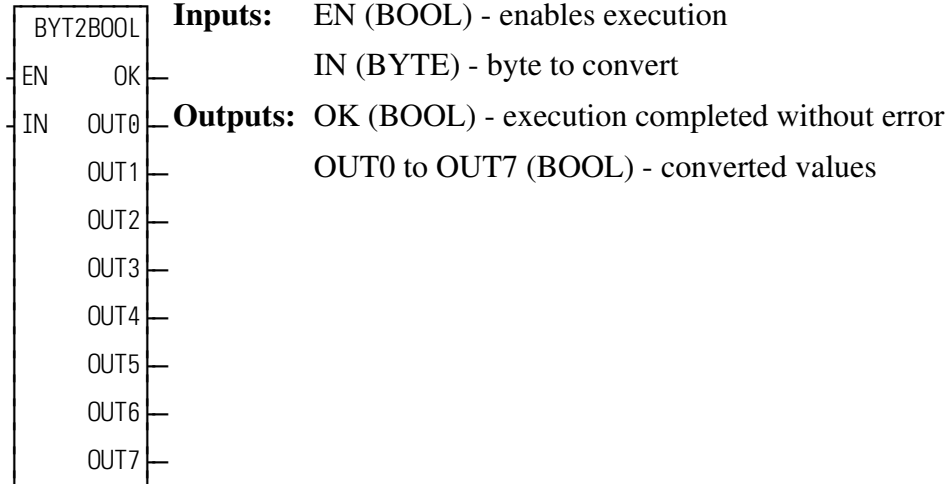 BYT2BOOL
EN OK
IN OUT0
OUT1
OUT2
OUT3
OUT4
OUT5
OUT6
OUT7
Inputs: EN (BOOL) - enables execution
IN (BYTE) - byte to convert
Outputs: OK (BOOL) - execution completed without error
OUT0 to OUT7 (BOOL) - converted values